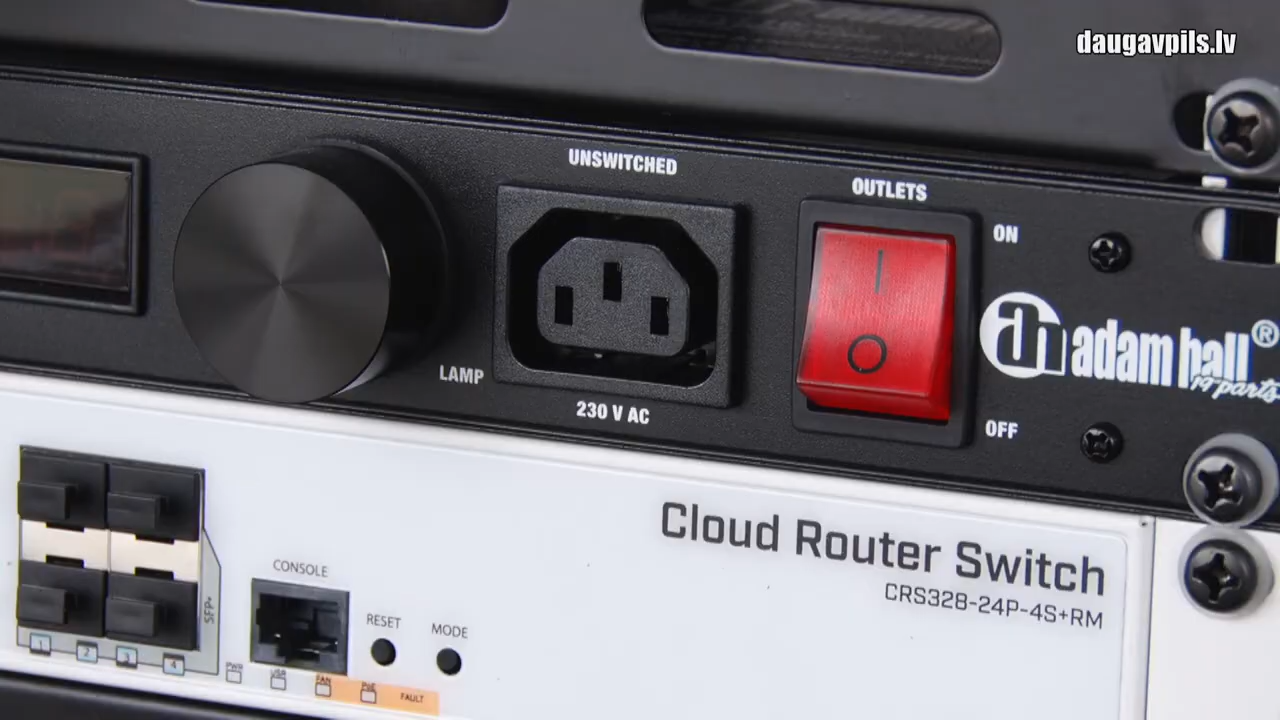 daugavpils.lv
UNSWITCHED
OUTLETS
ON
LAMP
230 V AC
OFF
ah adam hall®
19" parts
Cloud Router Switch
CRS328-24P-4S+RM
CONSOLE
RESET
MODE
SFP+
1 2 3 4
PWR USR FAN PoE FAULT